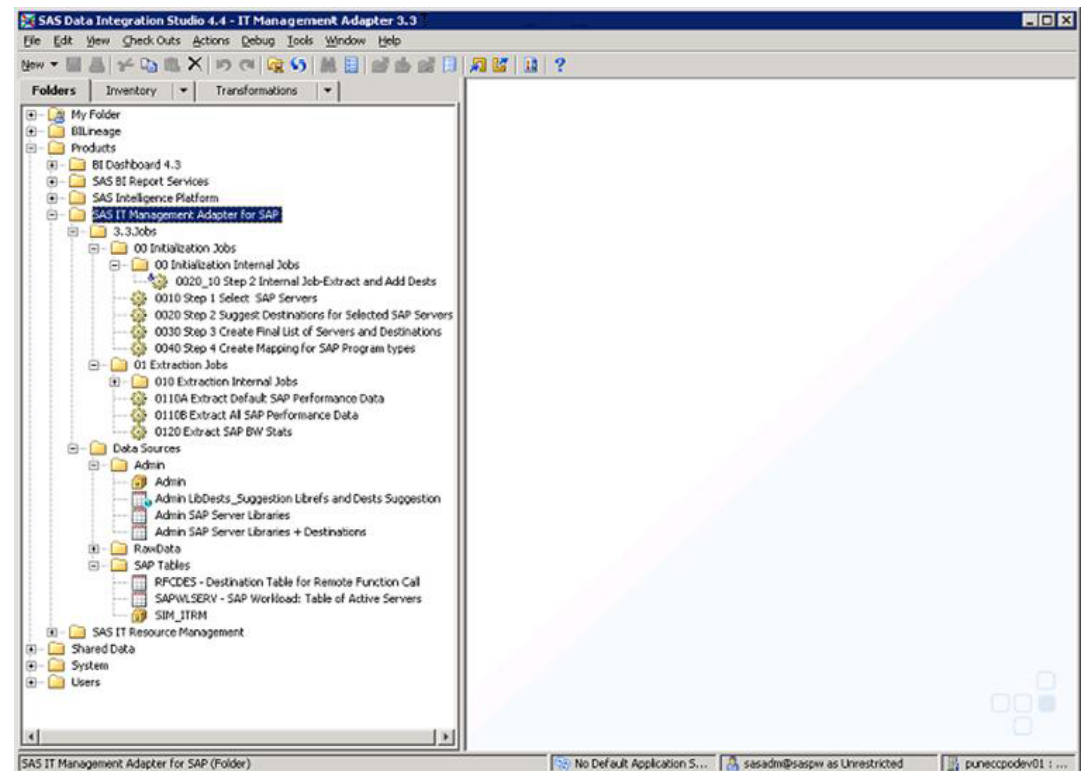 SAS Data Integration Studio 4.4 - IT Management Adapter 3.3
File Edit View Check Outs Actions Debug Tools Window Help
New
Folders Inventory Transformations
My Folder
BILineage
Products
BI Dashboard 4.3
SAS BI Report Services
SAS Intelligence Platform
SAS IT Management Adapter for SAP
3.3Jobs
00 Initialization Jobs
00 Initialization Internal Jobs
0020_10 Step 2 Internal Job-Extract and Add Dests
0010 Step 1 Select SAP Servers
0020 Step 2 Suggest Destinations for Selected SAP Servers
0030 Step 3 Create Final List of Servers and Destinations
0040 Step 4 Create Mapping for SAP Program types
01 Extraction Jobs
010 Extraction Internal Jobs
0110A Extract Default SAP Performance Data
0110B Extract All SAP Performance Data
0120 Extract SAP BW Stats
Data Sources
Admin
Admin
Admin LibDests_Suggestion Librefs and Dests Suggestion
Admin SAP Server Libraries
Admin SAP Server Libraries + Destinations
RawData
SAP Tables
RFCDES - Destination Table for Remote Function Call
SAPWLSERV - SAP Workload: Table of Active Servers
SIM_ITRM
SAS IT Resource Management
Shared Data
System
Users
SAS IT Management Adapter for SAP (Folder) No Default Application S... sasadm@saspw as Unrestricted puneccpodev01 : ...